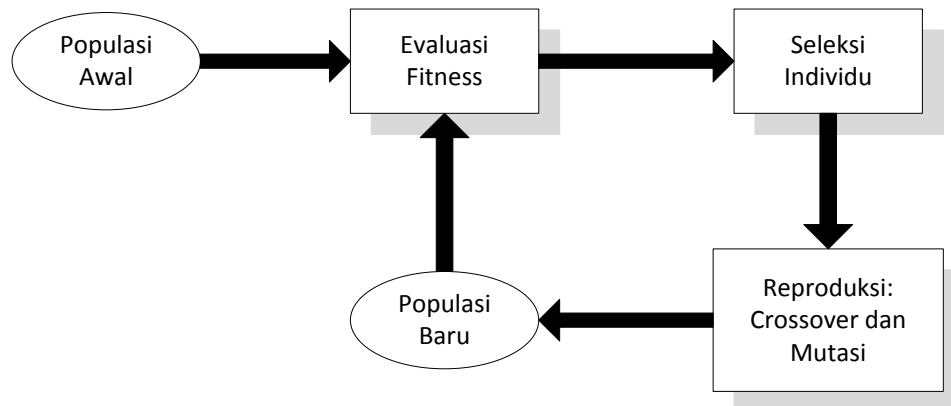 Populasi
Awal
Evaluasi
Fitness
Seleksi
Individu
Reproduksi:
Crossover dan
Mutasi
Populasi
Baru